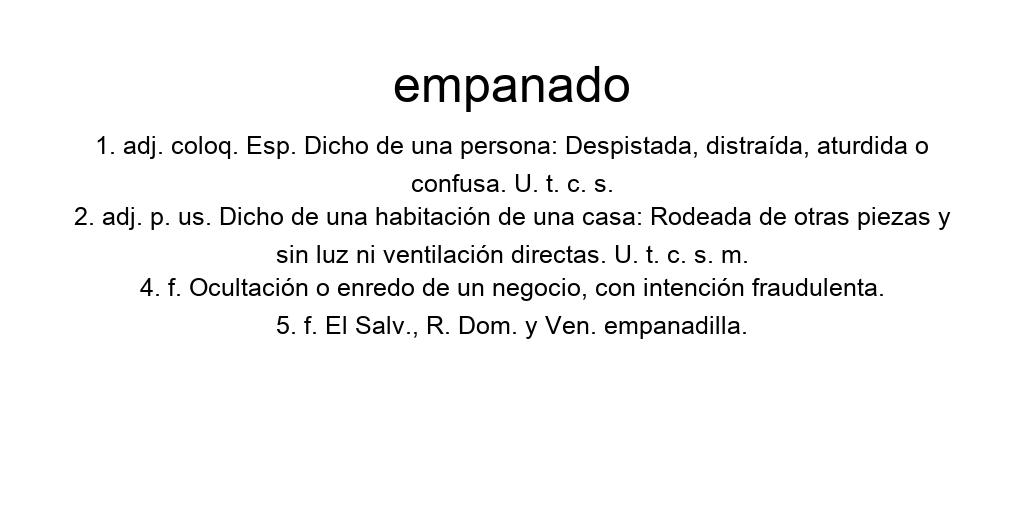 empanado
1. adj. coloq. Esp. Dicho de una persona: Despistada, distraída, aturdida o
confusa. U. t. c. s.
2. adj. p. us. Dicho de una habitación de una casa: Rodeada de otras piezas y
sin luz ni ventilación directas. U. t. c. s. m.
4. f. Ocultación o enredo de un negocio, con intención fraudulenta.
5. f. El Salv., R. Dom. y Ven. empanadilla.